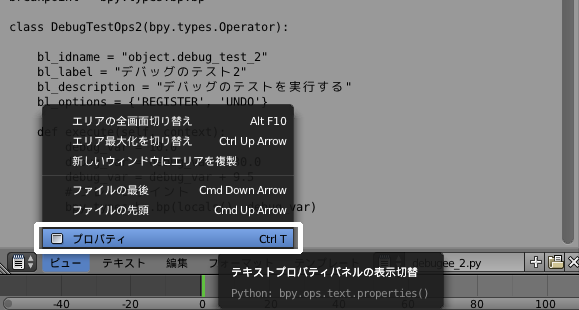 class DebugTestOps2(bpy.types.Operator):
bl_idname = "object.debug_test_2"
bl_label = "デバッグのテスト2"
bl_description = "デバッグのテストを実行する"
bl_options = {'REGISTER', 'UNDO'}
エリアの全画面切り替え Alt F10
エリア最大化を切り替え Ctrl Up Arrow
新しいウィンドウにエリアを複製
ファイルの最後 Cmd Down Arrow
ファイルの先頭 Cmd Up Arrow
プロパティ Ctrl T
ビュー テキスト 編集 debugee_2.py
テキストプロパティパネルの表示切替
Python: bpy.ops.text.properties()
-40 -20 0 80 100